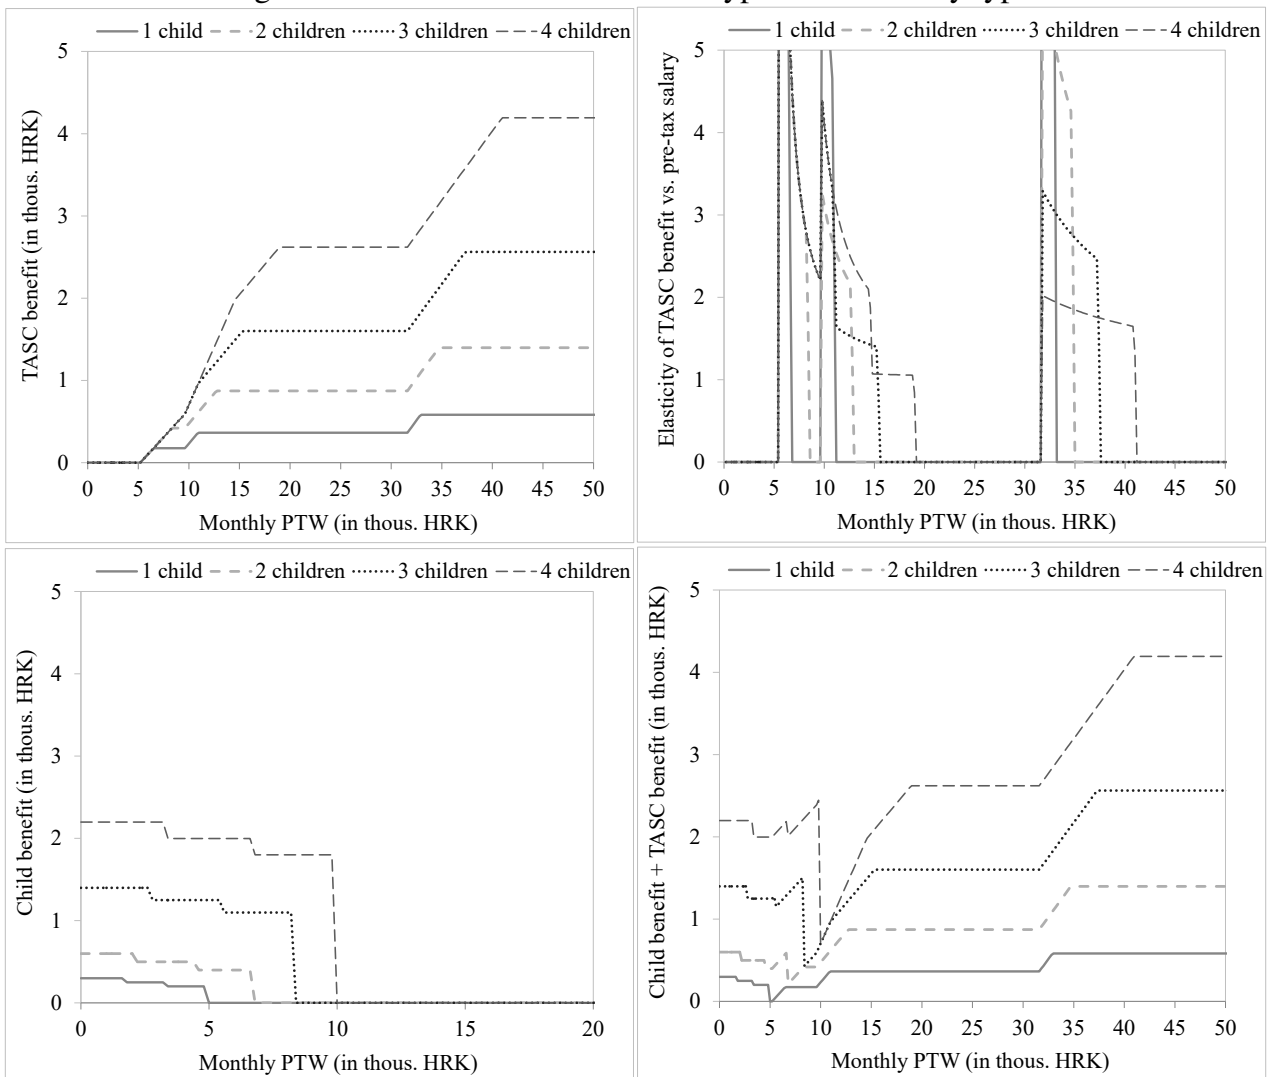 1 child 2 children 3 children 4 children
TASC benefit (in thous. HRK)
5
4
3
2
1
0
0 5 10 15 20 25 30 35 40 45 50
Monthly PTW (in thous. HRK)
1 child 2 children 3 children 4 children
Elasticity of TASC benefit vs. pre-tax salary
5
4
3
2
1
0
0 5 10 15 20 25 30 35 40 45 50
Monthly PTW (in thous. HRK)
1 child 2 children 3 children 4 children
Child benefit (in thous. HRK)
5
4
3
2
1
0
0 5 10 15 20
Monthly PTW (in thous. HRK)
1 child 2 children 3 children 4 children
Child benefit + TASC benefit (in thous. HRK)
5
4
3
2
1
0
0 5 10 15 20 25 30 35 40 45 50
Monthly PTW (in thous. HRK)